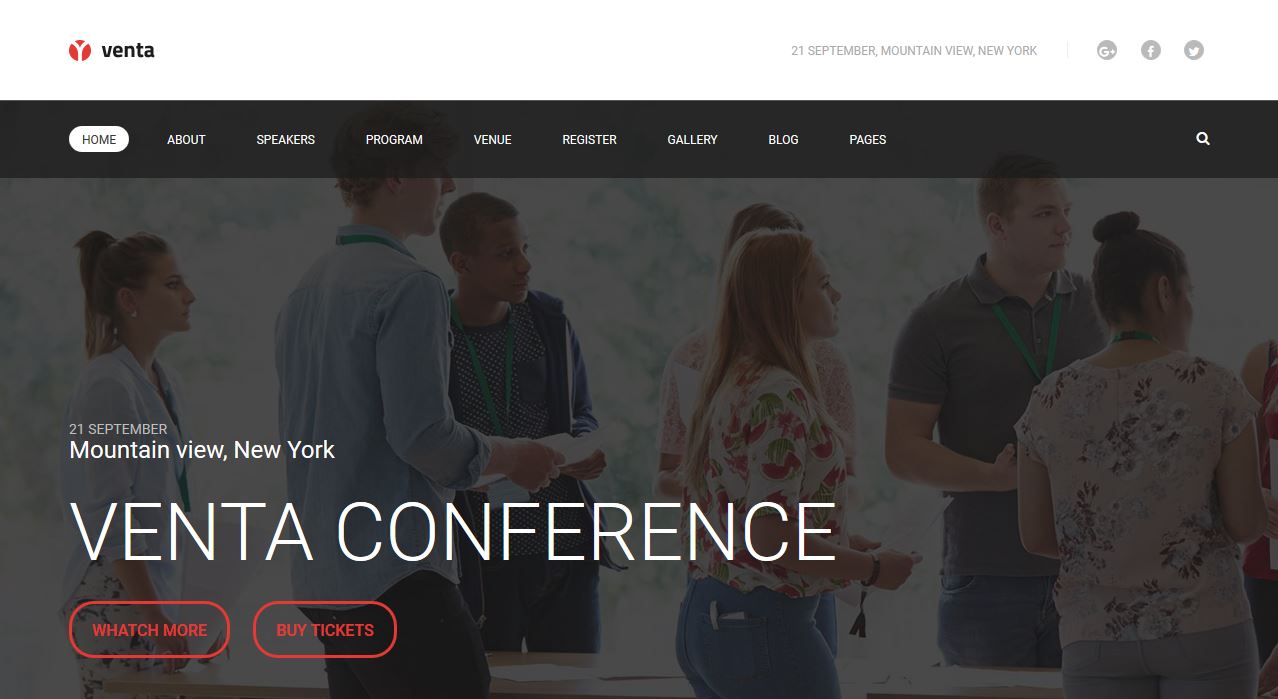 venta
21 SEPTEMBER, MOUNTAIN VIEW, NEW YORK
HOME ABOUT SPEAKERS PROGRAM VENUE REGISTER GALLERY BLOG PAGES
21 SEPTEMBER
Mountain view, New York
VENTA CONFERENCE
WHATCH MORE BUY TICKETS